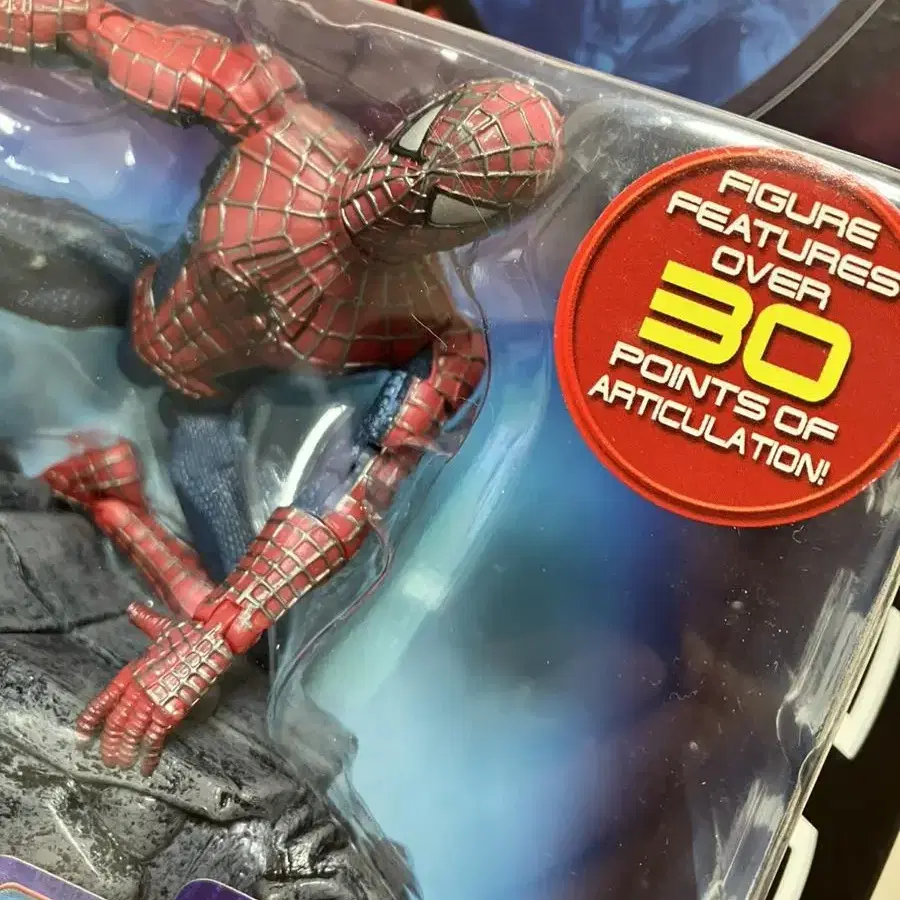 FIGURE
FEATURES
OVER
30
POINTS OF
ARTICULATION!